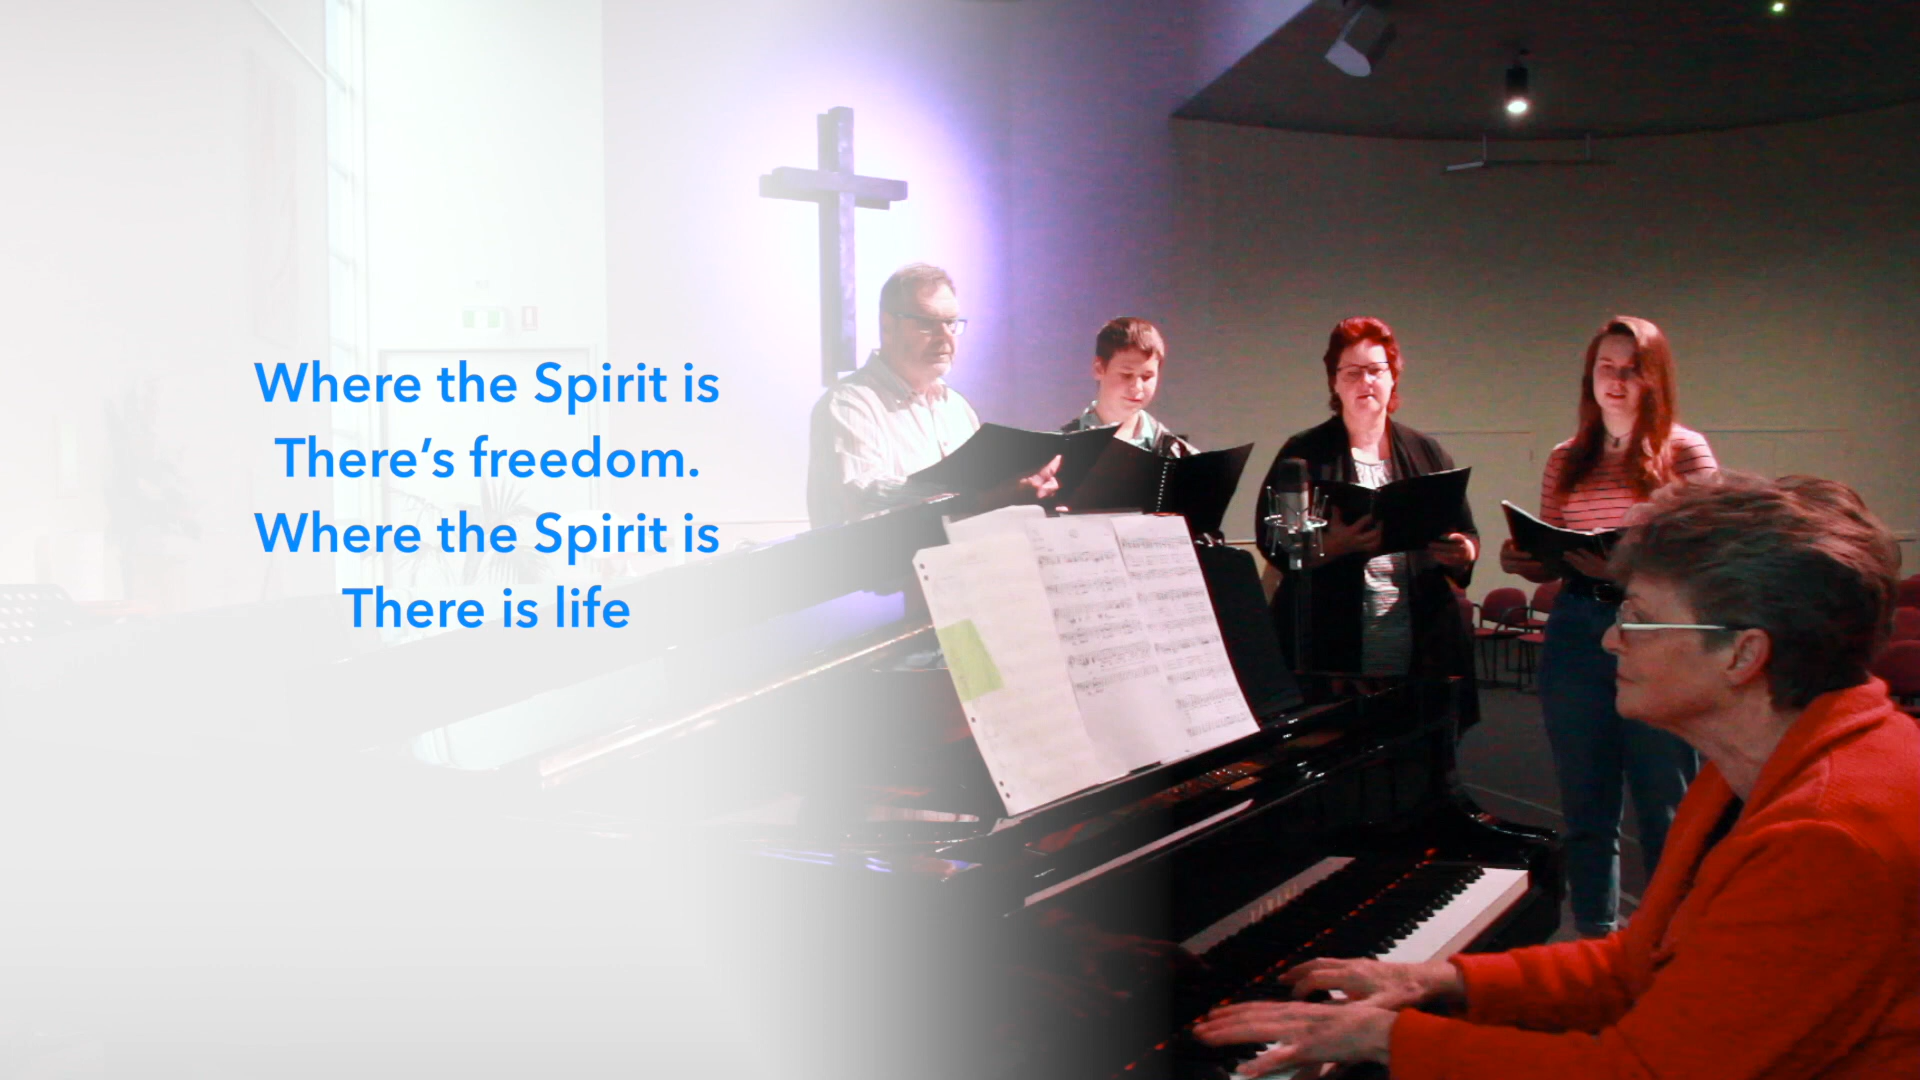 Where the Spirit is
There’s freedom.
Where the Spirit is
There is life